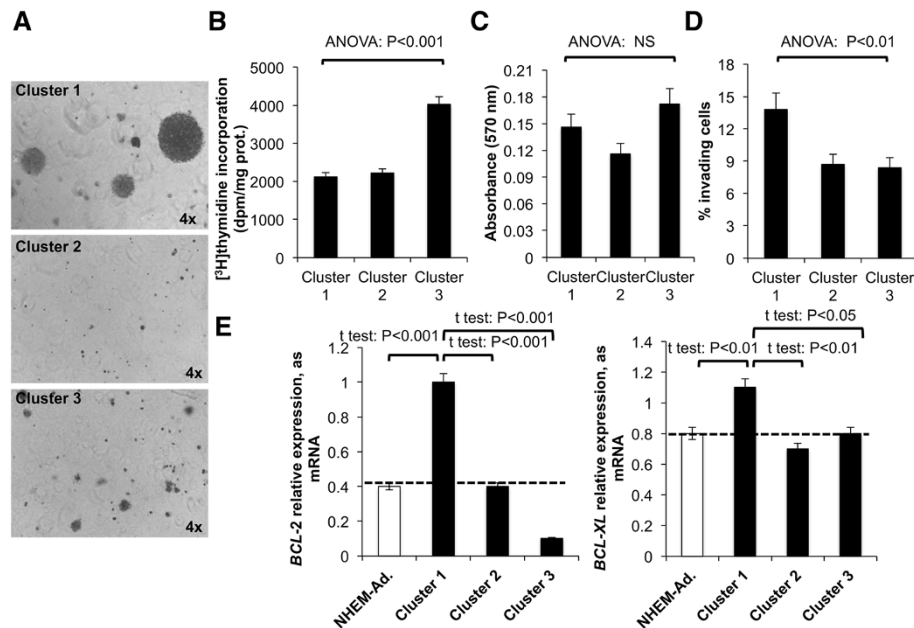 A
Cluster 1
4x
Cluster 2
4x
Cluster 3
4x
B
ANOVA: P<0.001
[³H]thymidine incorporation
(dpm/mg prot.)
5000
4000
3000
2000
1000
0
Cluster Cluster Cluster
1 2 3
C
ANOVA: NS
Absorbance (570 nm)
0.21
0.18
0.15
0.12
0.09
0.06
0.03
0
Cluster Cluster Cluster
1 2 3
D
ANOVA: P<0.01
% invading cells
18
15
12
9
6
3
0
Cluster Cluster Cluster
1 2 3
E
t test: P<0.001
t test: P<0.001
t test: P<0.001
BCL-2 relative expression, as
mRNA
1.2
1
0.8
0.6
0.4
0.2
0
NHEM-Ad.
Cluster 1
Cluster 2
Cluster 3
t test: P<0.05
t test: P<0.01
t test: P<0.01
BCL-XL relative expression, as
mRNA
1.4
1.2
1
0.8
0.6
0.4
0.2
0
NHEM-Ad.
Cluster 1
Cluster 2
Cluster 3